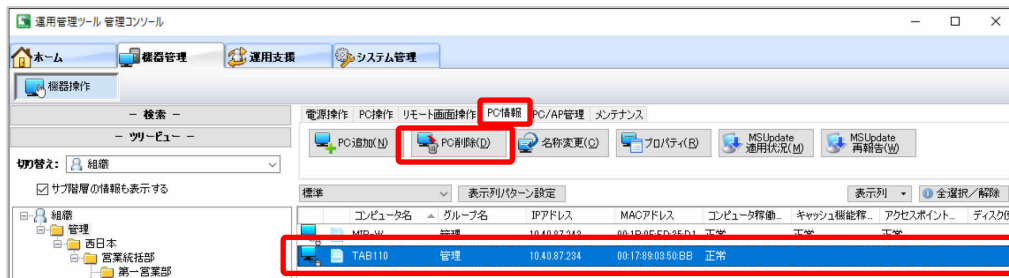 運用管理ツール 管理コンソール
ホーム 機器管理 運用支援 システム管理
機器操作
－ 検索 －
－ ツリービュー －
切り替え: 組織
サブ階層の情報も表示する
組織
管理
西日本
営業統括部
第一営業部
電源操作 PC操作 リモート画面操作 PC情報 PC/AP管理 メンテナンス
PC追加(N) PC削除(D) 名称変更(C) プロパティ(R) MSUpdate 適用状況(M) MSUpdate 再報告(W)
標準 表示列パターン設定 表示列 全選択／解除
コンピュータ名 グループ名 IPアドレス MACアドレス コンピュータ稼働... キャッシュ機能稼... アクセスポイント...
管理 正常 正常 正常
TAB110 管理 10.40.87.234 00:17:89:03:50:BB 正常